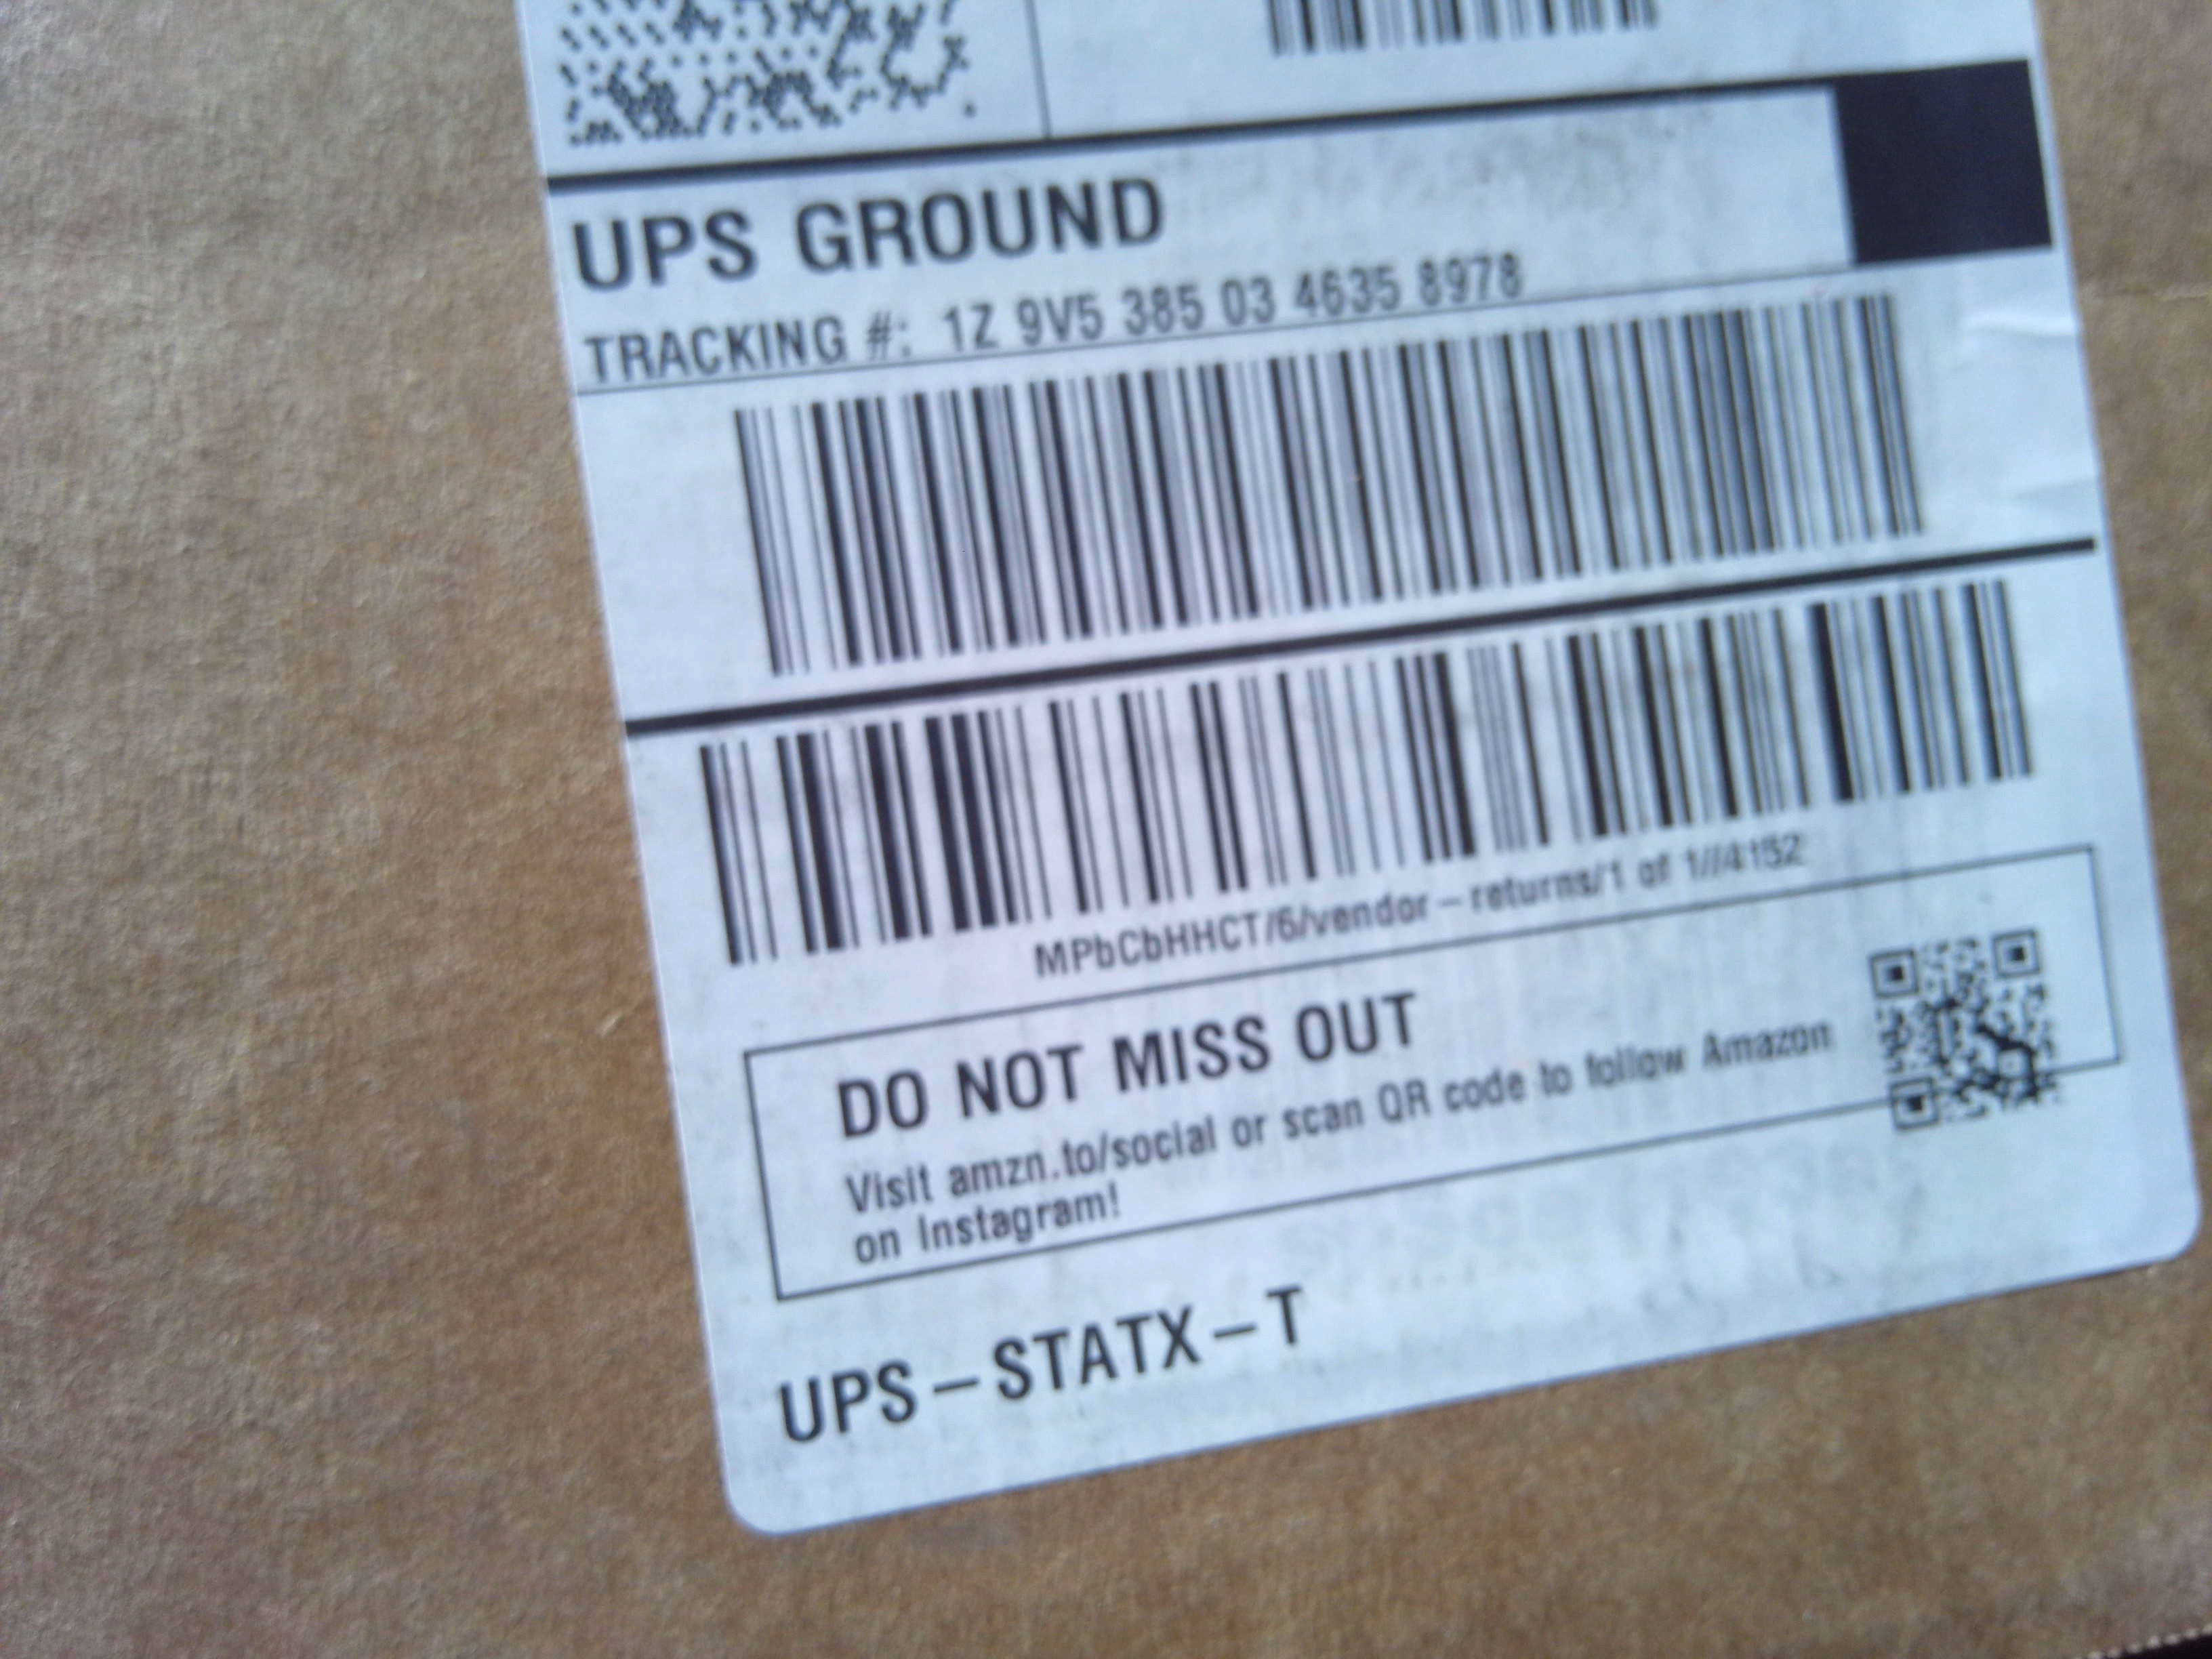 UPS GROUND
TRACKING #: 1Z 9V5 385 03 4635 8978
MPbCbHHCT/6/vendor-returns/1 of 1///4152
DO NOT MISS OUT
Visit amzn.to/social or scan QR code to follow Amazon
on Instagram!
UPS-STATX-T